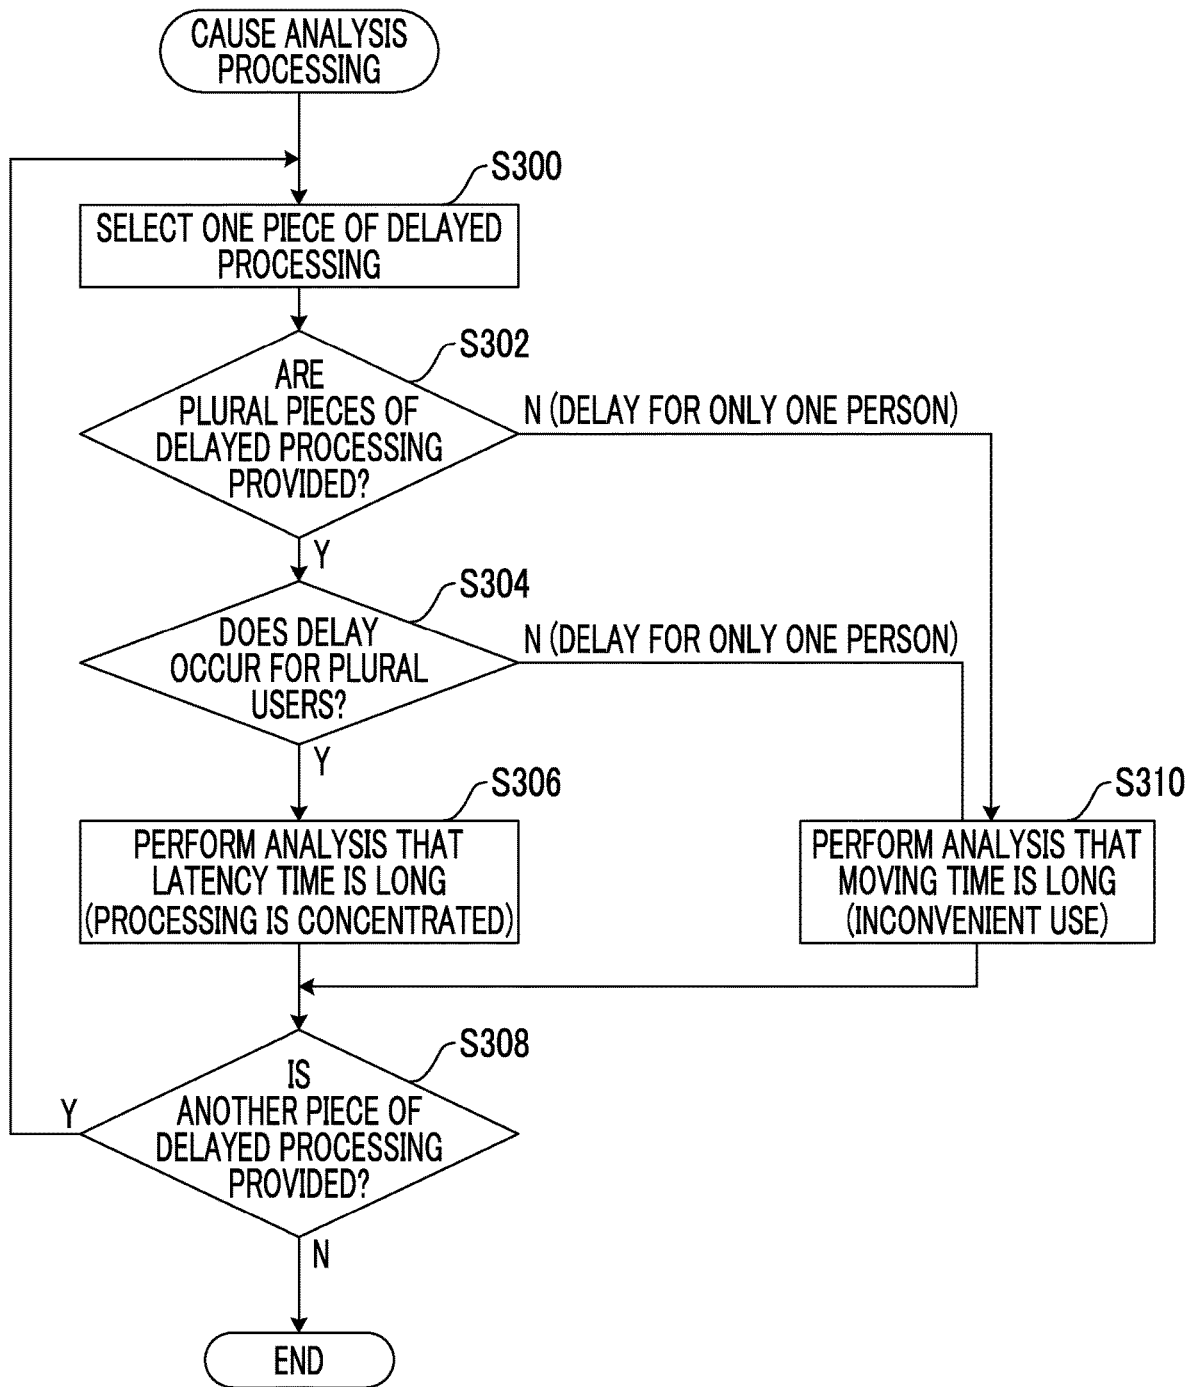 CAUSE ANALYSIS
PROCESSING
S300
SELECT ONE PIECE OF DELAYED
PROCESSING
S302
ARE
PLURAL PIECES OF
DELAYED PROCESSING
PROVIDED?
N (DELAY FOR ONLY ONE PERSON)
Y
S304
DOES DELAY
OCCUR FOR PLURAL
USERS?
N (DELAY FOR ONLY ONE PERSON)
Y
S306
PERFORM ANALYSIS THAT
LATENCY TIME IS LONG
(PROCESSING IS CONCENTRATED)
S310
PERFORM ANALYSIS THAT
MOVING TIME IS LONG
(INCONVENIENT USE)
S308
IS
ANOTHER PIECE OF
DELAYED PROCESSING
PROVIDED?
Y
N
END